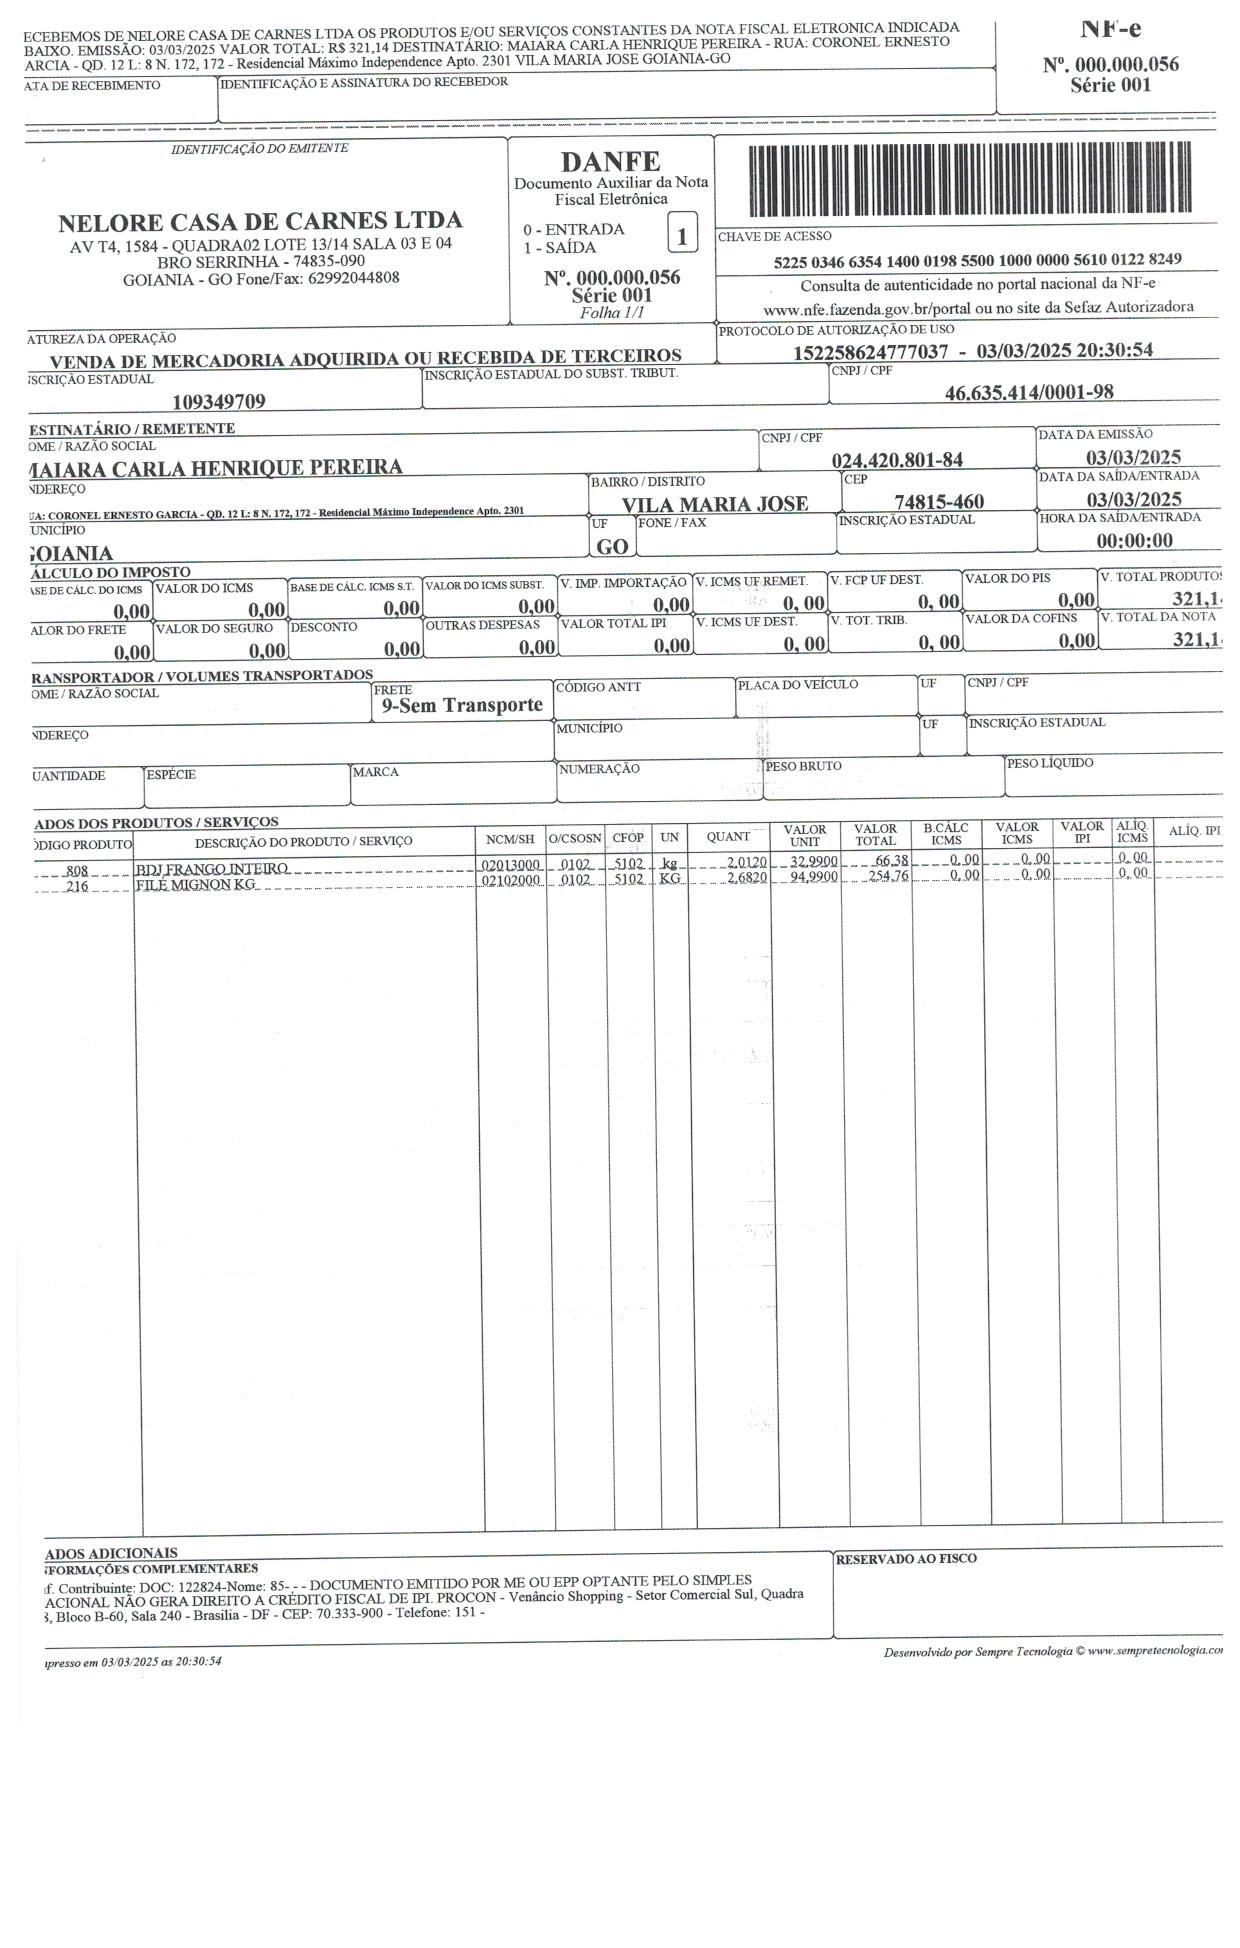 ECEBEMOS DE NELORE CASA DE CARNES LTDA OS PRODUTOS E/OU SERVIÇOS CONSTANTES DA NOTA FISCAL ELETRONICA INDICADA
BAIXO. EMISSÃO: 03/03/2025 VALOR TOTAL: R$ 321,14 DESTINATÁRIO: MAIARA CARLA HENRIQUE PEREIRA - RUA: CORONEL ERNESTO
ARCIA - QD. 12 L: 8 N. 172, 172 - Residencial Máximo Independence Apto. 2301 VILA MARIA JOSE GOIANIA-GO
NF-e
Nº. 000.000.056
Série 001
ATA DE RECEBIMENTO IDENTIFICAÇÃO E ASSINATURA DO RECEBEDOR
IDENTIFICAÇÃO DO EMITENTE
NELORE CASA DE CARNES LTDA
AV T4, 1584 - QUADRA02 LOTE 13/14 SALA 03 E 04
BRO SERRINHA - 74835-090
GOIANIA - GO Fone/Fax: 62992044808
DANFE
Documento Auxiliar da Nota
Fiscal Eletrônica
0 - ENTRADA
1 - SAÍDA
1
Nº. 000.000.056
Série 001
Folha 1/1
CHAVE DE ACESSO
5225 0346 6354 1400 0198 5500 1000 0000 5610 0122 8249
Consulta de autenticidade no portal nacional da NF-e
www.nfe.fazenda.gov.br/portal ou no site da Sefaz Autorizadora
ATUREZA DA OPERAÇÃO
VENDA DE MERCADORIA ADQUIRIDA OU RECEBIDA DE TERCEIROS
PROTOCOLO DE AUTORIZAÇÃO DE USO
152258624777037 - 03/03/2025 20:30:54
SCRIÇÃO ESTADUAL INSCRIÇÃO ESTADUAL DO SUBST. TRIBUT. CNPJ / CPF
109349709 46.635.414/0001-98
ESTINATÁRIO / REMETENTE
OME / RAZÃO SOCIAL CNPJ / CPF DATA DA EMISSÃO
MAIARA CARLA HENRIQUE PEREIRA 024.420.801-84 03/03/2025
NDEREÇO BAIRRO / DISTRITO CEP DATA DA SAÍDA/ENTRADA
UA: CORONEL ERNESTO GARCIA - QD. 12 L: 8 N. 172, 172 - Residencial Máximo Independence Apto. 2301 VILA MARIA JOSE 74815-460 03/03/2025
UNICÍPIO UF FONE / FAX INSCRIÇÃO ESTADUAL HORA DA SAÍDA/ENTRADA
GOIANIA GO 00:00:00
ÁLCULO DO IMPOSTO
ASE DE CÁLC. DO ICMS VALOR DO ICMS BASE DE CÁLC. ICMS S.T. VALOR DO ICMS SUBST. V. IMP. IMPORTAÇÃO V. ICMS UF REMET. V. FCP UF DEST. VALOR DO PIS V. TOTAL PRODUTOS
0,00 0,00 0,00 0,00 0,00 0, 00 0, 00 0,00 321,1
ALOR DO FRETE VALOR DO SEGURO DESCONTO OUTRAS DESPESAS VALOR TOTAL IPI V. ICMS UF DEST. V. TOT. TRIB. VALOR DA COFINS V. TOTAL DA NOTA
0,00 0,00 0,00 0,00 0,00 0, 00 0, 00 0,00 321,1
RANSPORTADOR / VOLUMES TRANSPORTADOS
OME / RAZÃO SOCIAL FRETE CÓDIGO ANTT PLACA DO VEÍCULO UF CNPJ / CPF
9-Sem Transporte
NDEREÇO MUNICÍPIO UF INSCRIÇÃO ESTADUAL
UANTIDADE ESPÉCIE MARCA NUMERAÇÃO PESO BRUTO PESO LÍQUIDO
ADOS DOS PRODUTOS / SERVIÇOS
ÓDIGO PRODUTO DESCRIÇÃO DO PRODUTO / SERVIÇO NCM/SH O/CSOSN CFOP UN QUANT VALOR UNIT VALOR TOTAL B.CÁLC ICMS VALOR ICMS VALOR IPI ALÍQ. ICMS ALÍQ. IPI
808 BDJ FRANGO INTEIRO 02013000 0102 5102 kg 2,0120 32,9900 66,38 0, 00 0, 00 0, 00
216 FILÉ MIGNON KG 02102000 0102 5102 KG 2,6820 94,9900 254,76 0, 00 0, 00 0, 00
ADOS ADICIONAIS
NFORMAÇÕES COMPLEMENTARES
f. Contribuinte: DOC: 122824-Nome: 85- - - DOCUMENTO EMITIDO POR ME OU EPP OPTANTE PELO SIMPLES
ACIONAL NÃO GERA DIREITO A CRÉDITO FISCAL DE IPI. PROCON - Venâncio Shopping - Setor Comercial Sul, Quadra
8, Bloco B-60, Sala 240 - Brasilia - DF - CEP: 70.333-900 - Telefone: 151 -
RESERVADO AO FISCO
presso em 03/03/2025 as 20:30:54
Desenvolvido por Sempre Tecnologia © www.sempretecnologia.com